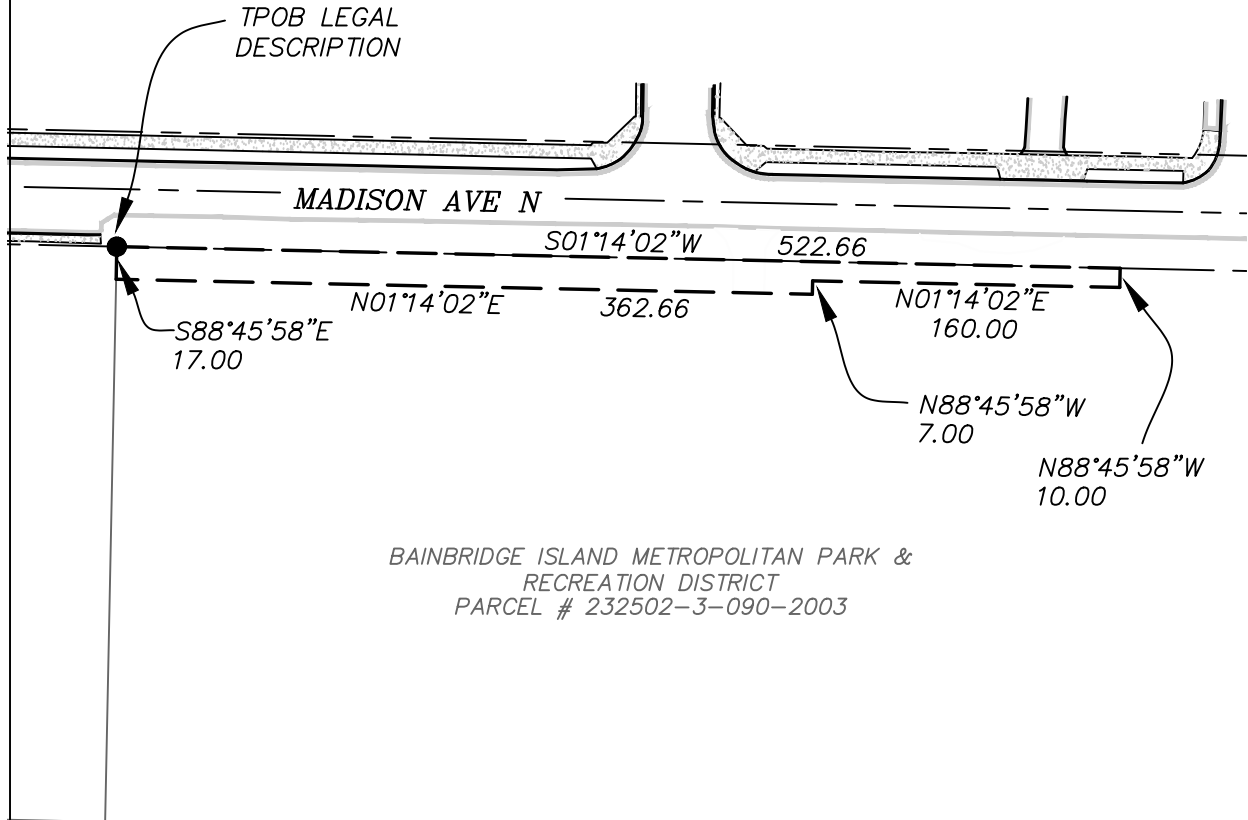 TPOB LEGAL
DESCRIPTION
MADISON AVE N
S01°14'02"W 522.66
N01°14'02"E 362.66
N01°14'02"E
160.00
S88°45'58"E
17.00
N88°45'58"W
7.00
N88°45'58"W
10.00
BAINBRIDGE ISLAND METROPOLITAN PARK &
RECREATION DISTRICT
PARCEL # 232502-3-090-2003